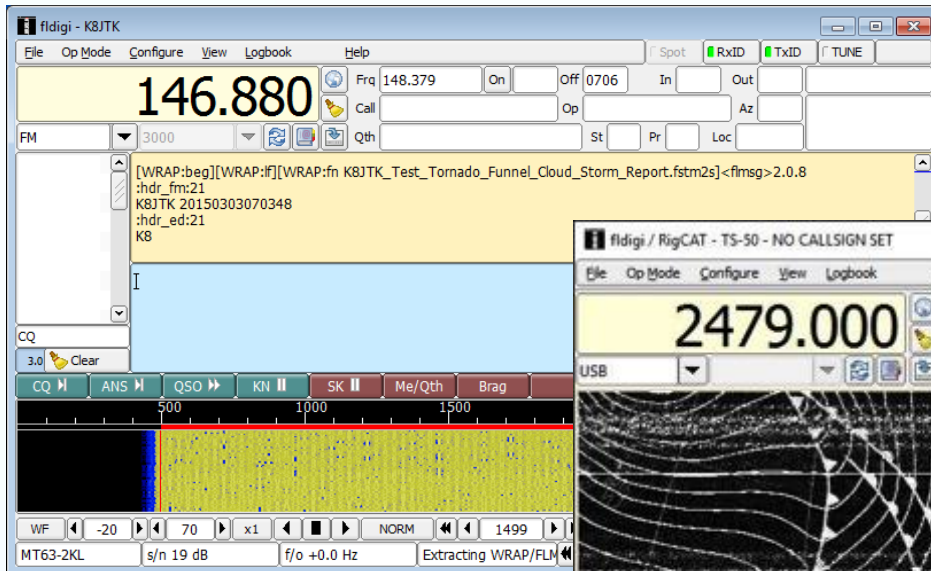 fldigi - K8JTK
File Op Mode Configure View Logbook Help Spot RxID TxID TUNE
146.880 Frq 148.379 On Off 0706 In Out
Call Op Az
FM 3000 Qth St Pr Loc
[WRAP:beg][WRAP:lf][WRAP:fn K8JTK_Test_Tornado_Funnel_Cloud_Storm_Report.fstm2s]<flmsg>2.0.8
:hdr_fm:21
K8JTK 20150303070348
:hdr_ed:21
K8
CQ
3.0 Clear
CQ ANS QSO KN SK Me/Qth Brag
500 1000 1500
WF -20 70 x1 NORM 1499
MT63-2KL s/n 19 dB f/o +0.0 Hz Extracting WRAP/FLM
fldigi / RigCAT - TS-50 - NO CALLSIGN SET
File Op Mode Configure View Logbook
2479.000
USB